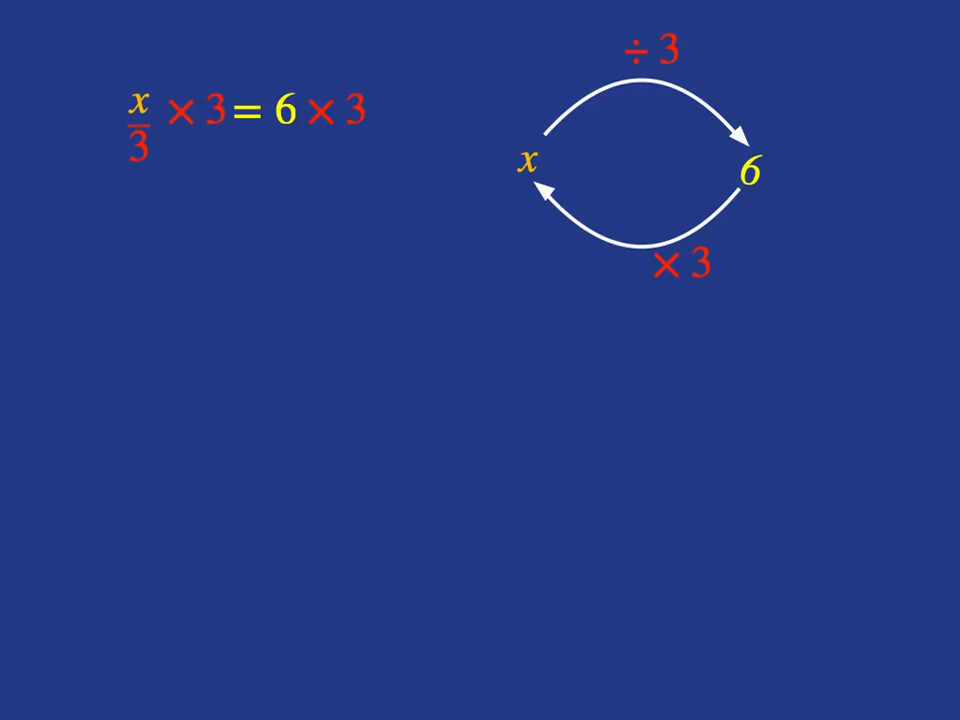 x/3 × 3 = 6 × 3
÷ 3
x
6
× 3